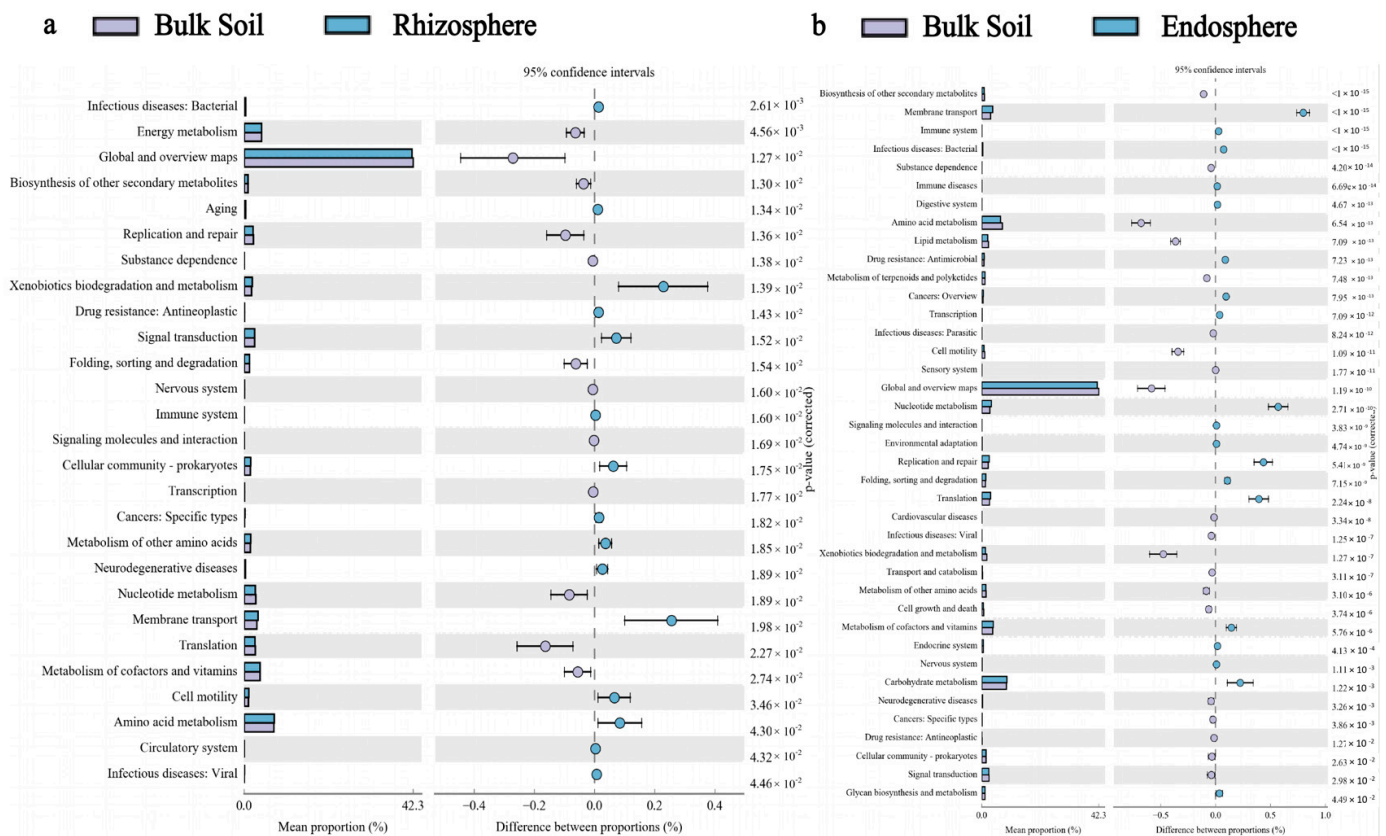 a Bulk Soil Rhizosphere
95% confidence intervals
Infectious diseases: Bacterial 2.61 × 10⁻³
Energy metabolism 4.56 × 10⁻³
Global and overview maps 1.27 × 10⁻²
Biosynthesis of other secondary metabolites 1.30 × 10⁻²
Aging 1.34 × 10⁻²
Replication and repair 1.36 × 10⁻²
Substance dependence 1.38 × 10⁻²
Xenobiotics biodegradation and metabolism 1.39 × 10⁻²
Drug resistance: Antineoplastic 1.43 × 10⁻²
Signal transduction 1.52 × 10⁻²
Folding, sorting and degradation 1.54 × 10⁻²
Nervous system 1.60 × 10⁻²
Immune system 1.60 × 10⁻²
Signaling molecules and interaction 1.69 × 10⁻²
Cellular community - prokaryotes 1.75 × 10⁻²
Transcription 1.77 × 10⁻²
Cancers: Specific types 1.82 × 10⁻²
Metabolism of other amino acids 1.85 × 10⁻²
Neurodegenerative diseases 1.89 × 10⁻²
Nucleotide metabolism 1.89 × 10⁻²
Membrane transport 1.98 × 10⁻²
Translation 2.27 × 10⁻²
Metabolism of cofactors and vitamins 2.74 × 10⁻²
Cell motility 3.46 × 10⁻²
Amino acid metabolism 4.30 × 10⁻²
Circulatory system 4.32 × 10⁻²
Infectious diseases: Viral 4.46 × 10⁻²
p-value (corrected)
0.0 42.3 −0.4 −0.2 0.0 0.2 0.4
Mean proportion (%) Difference between proportions (%)
b Bulk Soil Endosphere
95% confidence intervals
Biosynthesis of other secondary metabolites <1 × 10⁻¹⁵
Membrane transport <1 × 10⁻¹⁵
Immune system <1 × 10⁻¹⁵
Infectious diseases: Bacterial <1 × 10⁻¹⁵
Substance dependence 4.20 × 10⁻¹⁴
Immune diseases 6.69e × 10⁻¹⁴
Digestive system 4.67 × 10⁻¹³
Amino acid metabolism 6.54 × 10⁻¹³
Lipid metabolism 7.09 × 10⁻¹³
Drug resistance: Antimicrobial 7.23 × 10⁻¹³
Metabolism of terpenoids and polyketides 7.48 × 10⁻¹³
Cancers: Overview 7.95 × 10⁻¹³
Transcription 7.09 × 10⁻¹²
Infectious diseases: Parasitic 8.24 × 10⁻¹²
Cell motility 1.09 × 10⁻¹¹
Sensory system 1.77 × 10⁻¹¹
Global and overview maps 1.19 × 10⁻¹⁰
Nucleotide metabolism 2.71 × 10⁻¹⁰
Signaling molecules and interaction 3.83 × 10⁻⁹
Environmental adaptation 4.74 × 10⁻⁹
Replication and repair 5.41 × 10⁻⁹
Folding, sorting and degradation 7.15 × 10⁻⁹
Translation 2.24 × 10⁻⁸
Cardiovascular diseases 3.34 × 10⁻⁸
Infectious diseases: Viral 1.25 × 10⁻⁷
Xenobiotics biodegradation and metabolism 1.27 × 10⁻⁷
Transport and catabolism 3.11 × 10⁻⁷
Metabolism of other amino acids 3.10 × 10⁻⁶
Cell growth and death 3.74 × 10⁻⁶
Metabolism of cofactors and vitamins 5.76 × 10⁻⁶
Endocrine system 4.13 × 10⁻⁴
Nervous system 1.11 × 10⁻³
Carbohydrate metabolism 1.22 × 10⁻³
Neurodegenerative diseases 3.26 × 10⁻³
Cancers: Specific types 3.86 × 10⁻³
Drug resistance: Antineoplastic 1.27 × 10⁻²
Cellular community - prokaryotes 2.63 × 10⁻²
Signal transduction 2.98 × 10⁻²
Glycan biosynthesis and metabolism 4.49 × 10⁻²
p-value
0.0 42.3 −0.5 0.0 0.5 1.0
Mean proportion (%) Difference between proportions (%)